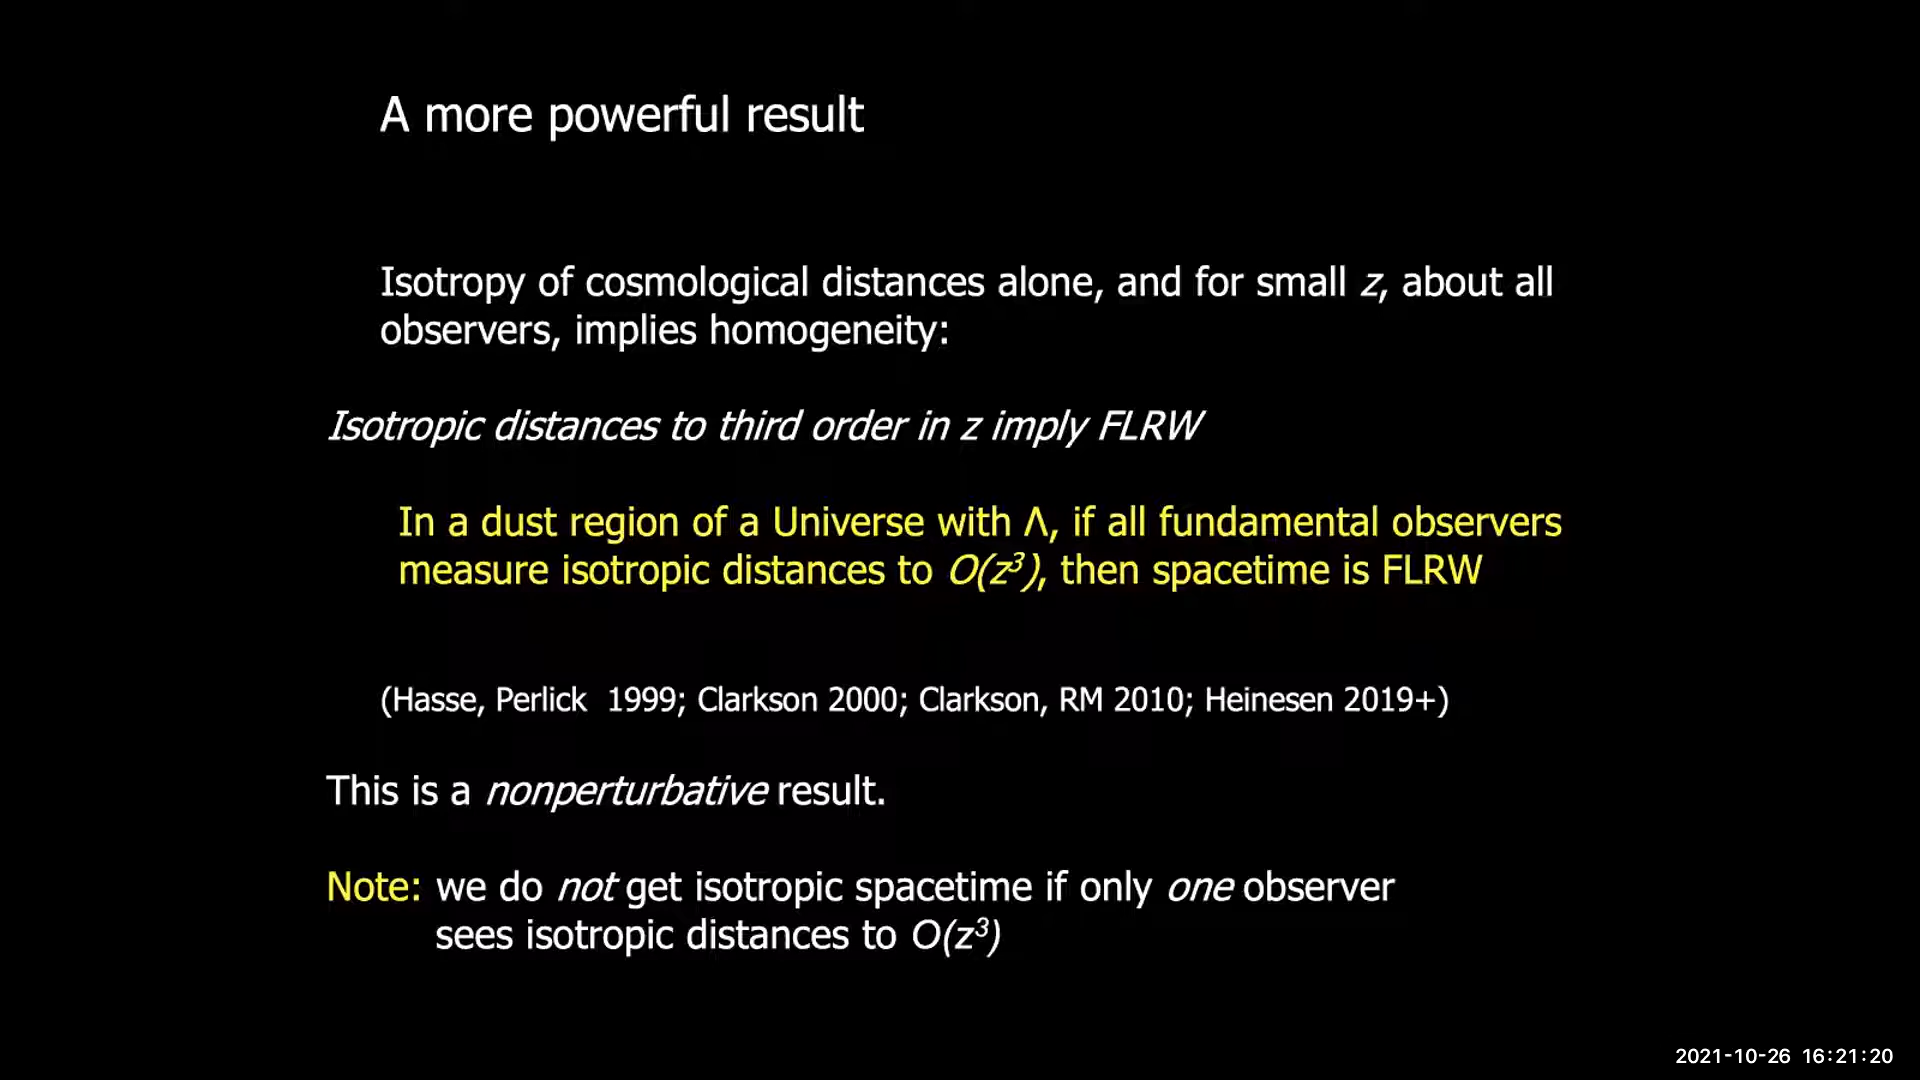 A more powerful result
Isotropy of cosmological distances alone, and for small z, about all
observers, implies homogeneity:
Isotropic distances to third order in z imply FLRW
In a dust region of a Universe with Λ, if all fundamental observers
measure isotropic distances to O(z³), then spacetime is FLRW
(Hasse, Perlick  1999; Clarkson 2000; Clarkson, RM 2010; Heinesen 2019+)
This is a nonperturbative result.
Note: we do not get isotropic spacetime if only one observer
sees isotropic distances to O(z³)
2021-10-26 16:21:20